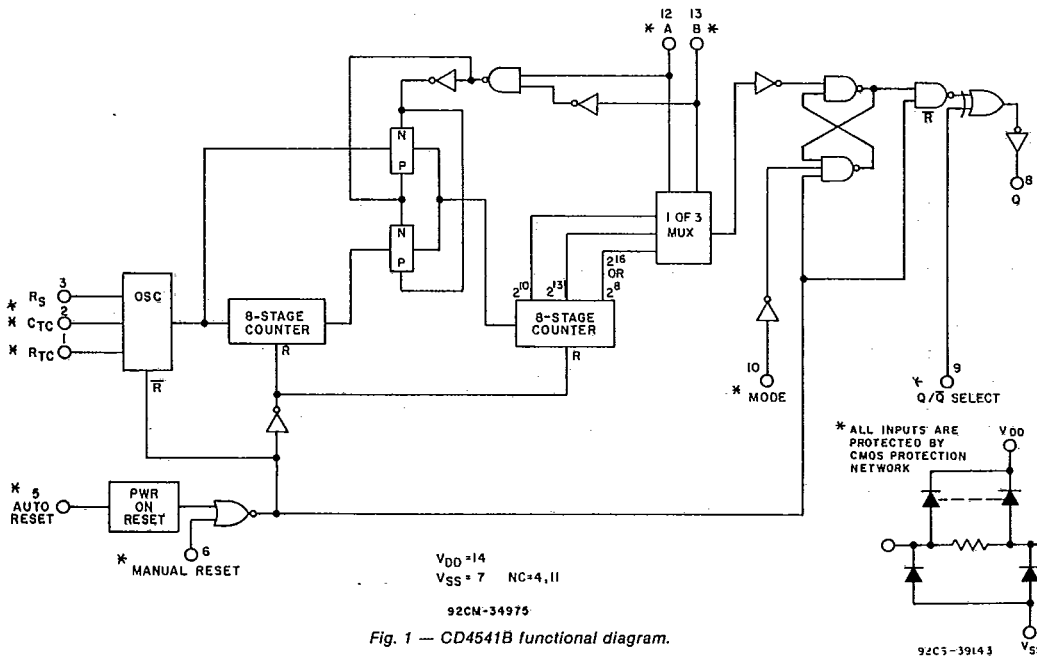 12 13
* A B *
N
P
N
P
R̅
8
Q
1 OF 3
MUX
2^16
OR
2^10 2^13 2^8
3
R_S
OSC
* 2
* C_TC
1
* R_TC
R̅
8-STAGE
COUNTER
R
8-STAGE
COUNTER
R
10
* MODE
9
* Q/Q̅ SELECT
* ALL INPUTS ARE
PROTECTED BY
CMOS PROTECTION
NETWORK
V_DD
* 5
AUTO
RESET
PWR
ON
RESET
6
* MANUAL RESET
V_DD = 14
V_SS = 7 NC = 4, 11
92CM-34975
Fig. 1 — CD4541B functional diagram.
92CS-39143